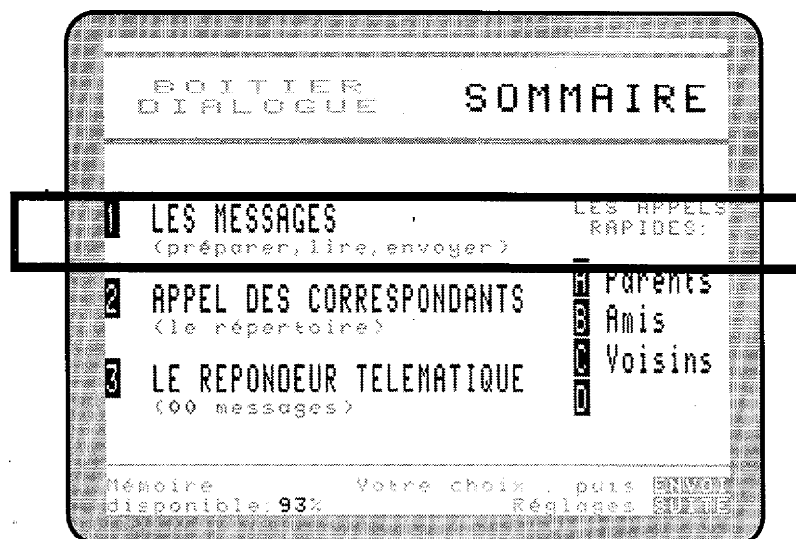 BOITIER
DIALOGUE
SOMMAIRE
1 LES MESSAGES
(préparer,lire,envoyer)
2 APPEL DES CORRESPONDANTS
(le répertoire)
3 LE REPONDEUR TELEMATIQUE
(00 messages)
LES APPELS
RAPIDES:
A Parents
B Amis
C Voisins
D
Mémoire
disponible:93%
Votre choix . puis ENVOI
Réglages SUITE